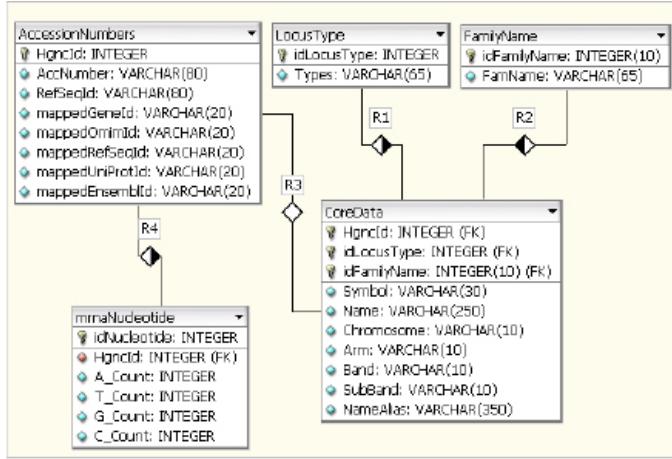 AccessionNumbers
HgncId: INTEGER
AccNumber: VARCHAR(80)
RefSeqId: VARCHAR(80)
mappedGeneId: VARCHAR(20)
mappedOmimId: VARCHAR(20)
mappedRefSeqId: VARCHAR(20)
mappedUniProtId: VARCHAR(20)
mappedEnsemblId: VARCHAR(20)
LocusType
idLocusType: INTEGER
Types: VARCHAR(65)
FamilyName
idFamilyName: INTEGER(10)
FamName: VARCHAR(65)
R1
R2
R3
R4
CoreData
HgncId: INTEGER (FK)
idLocusType: INTEGER (FK)
idFamilyName: INTEGER(10) (FK)
Symbol: VARCHAR(30)
Name: VARCHAR(250)
Chromosome: VARCHAR(10)
Arm: VARCHAR(10)
Band: VARCHAR(10)
SubBand: VARCHAR(10)
NameAlias: VARCHAR(350)
mrnaNucleotide
idNucleotide: INTEGER
HgncId: INTEGER (FK)
A_Count: INTEGER
T_Count: INTEGER
G_Count: INTEGER
C_Count: INTEGER